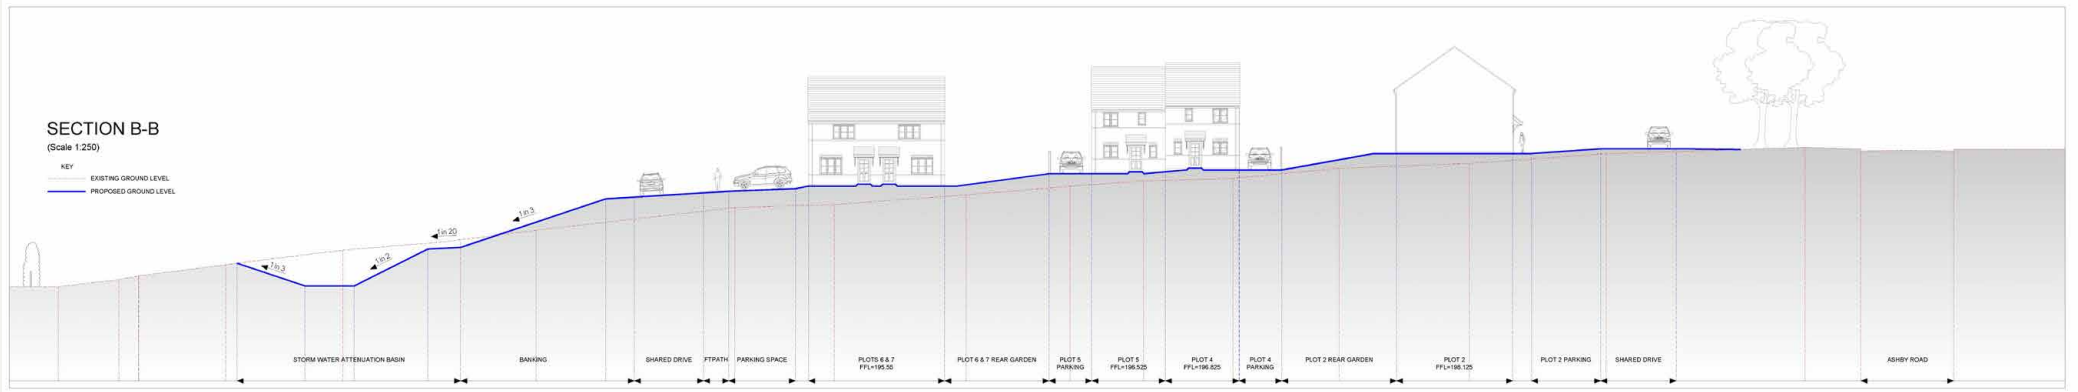 SECTION B-B
(Scale 1:250)
KEY
EXISTING GROUND LEVEL
PROPOSED GROUND LEVEL
1 in 3
1 in 2
1 in 20
1 in 3
STORM WATER ATTENUATION BASIN
BANKING
SHARED DRIVE
FTPATH
PARKING SPACE
PLOTS 6 & 7
FFL=195.55
PLOT 6 & 7 REAR GARDEN
PLOT 5
PARKING
PLOT 5
FFL=196.525
PLOT 4
FFL=196.825
PLOT 4
PARKING
PLOT 2 REAR GARDEN
PLOT 2
FFL=198.125
PLOT 2 PARKING
SHARED DRIVE
ASHBY ROAD